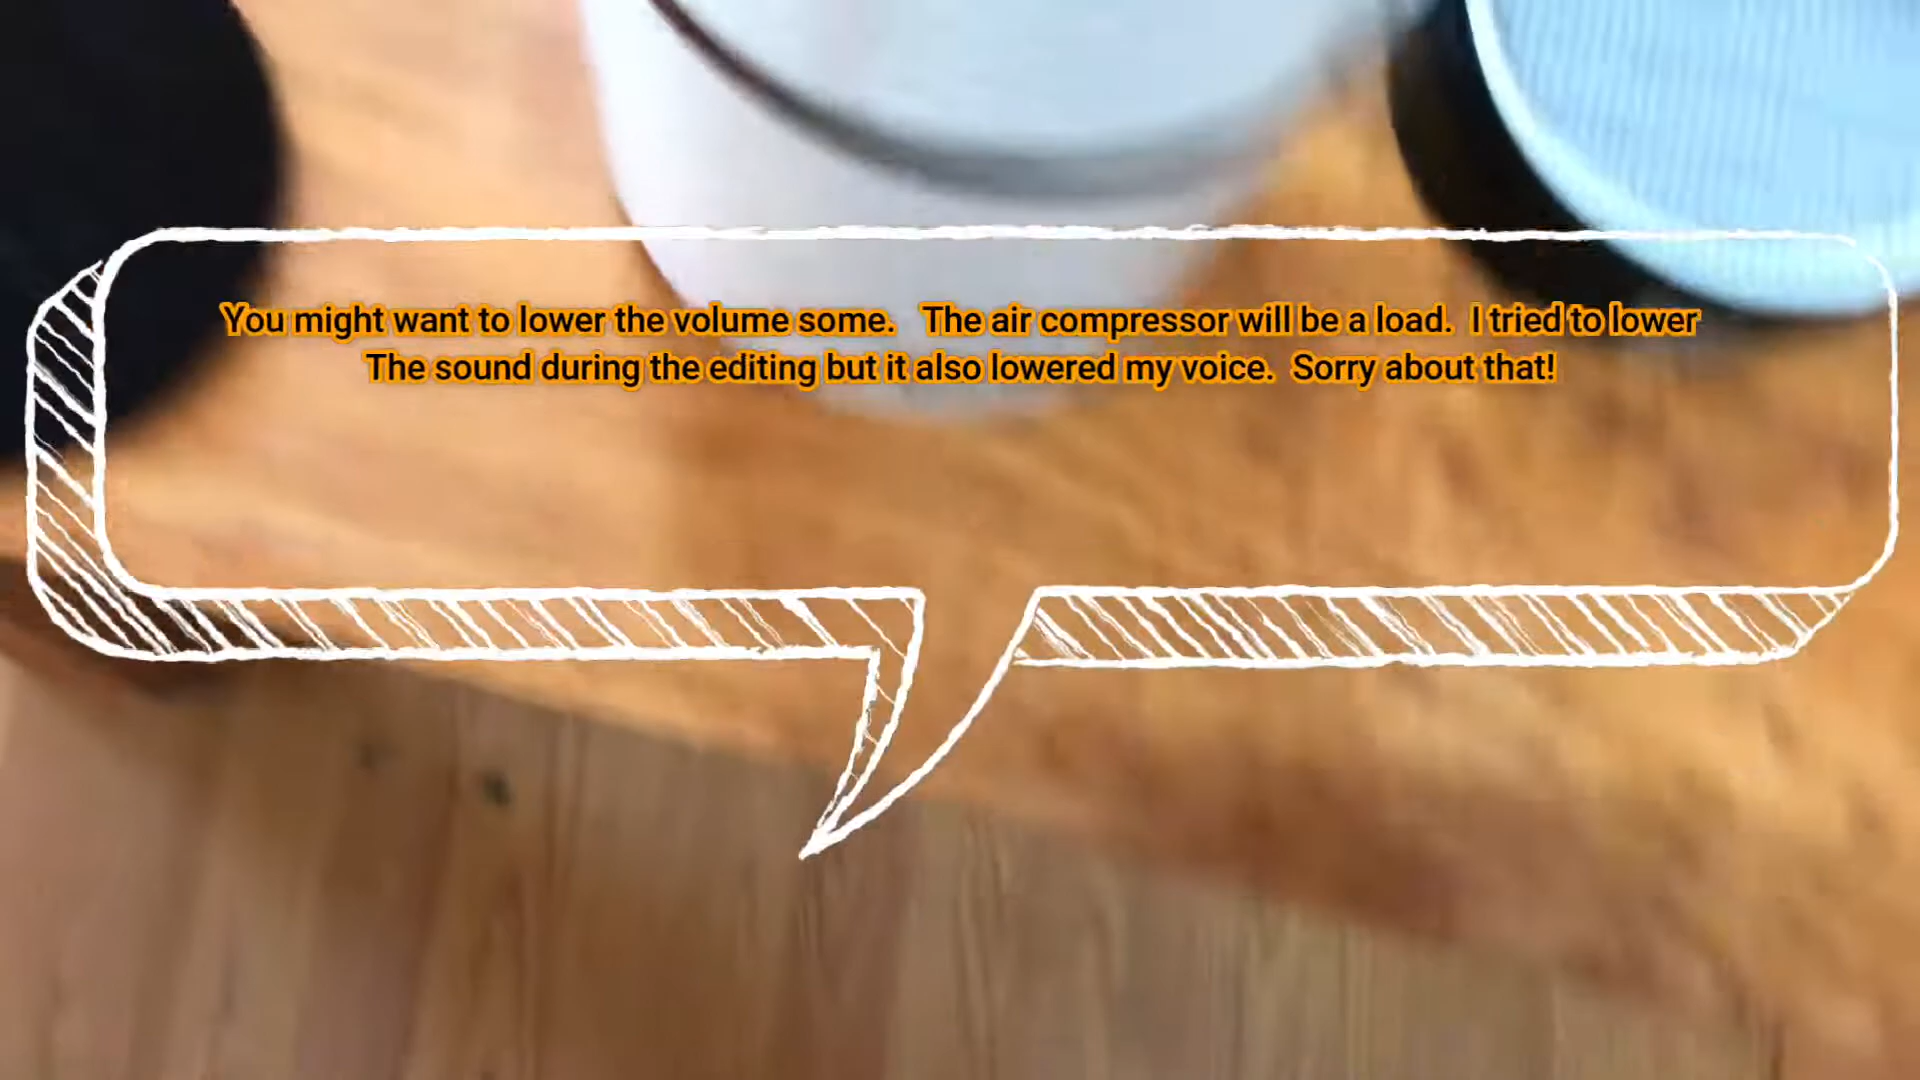 You might want to lower the volume some. The air compressor will be a load. I tried to lower
The sound during the editing but it also lowered my voice. Sorry about that!